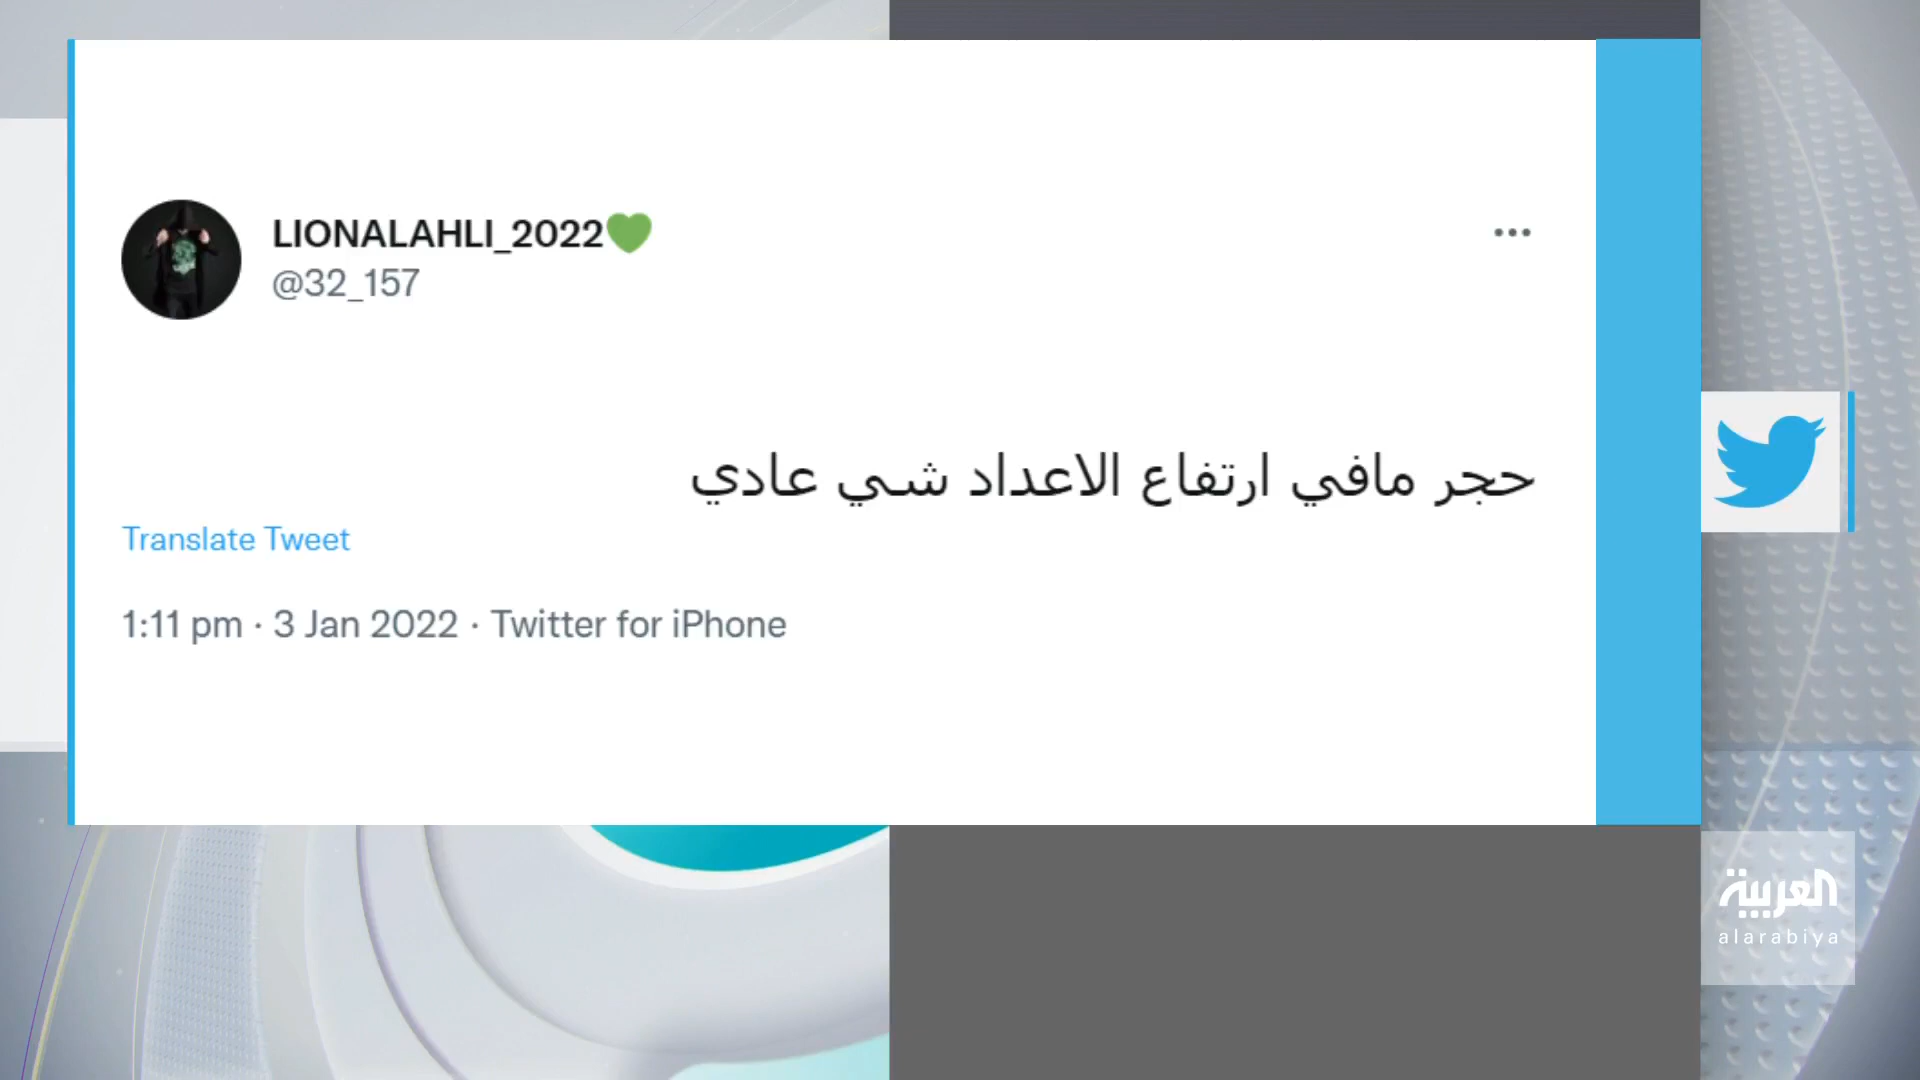 LIONALAHLI_2022💚
@32_157
حجر مافي ارتفاع الاعداد شي عادي
Translate Tweet
1:11 pm · 3 Jan 2022 · Twitter for iPhone
العربية
alarabiya